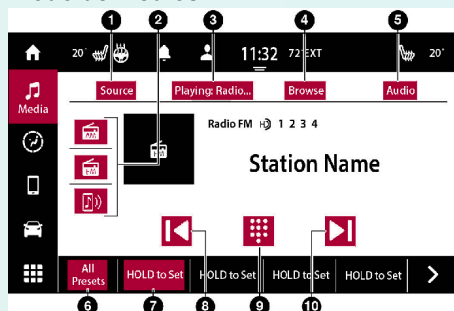 1 2 3 4 5
20° 11:32 72°EXT 20°
Media
Source Playing: Radio... Browse Audio
Radio FM HD 1 2 3 4
AM
FM
Station Name
All Presets HOLD to Set HOLD to Set HOLD to Set HOLD to Set
6 7 8 9 10